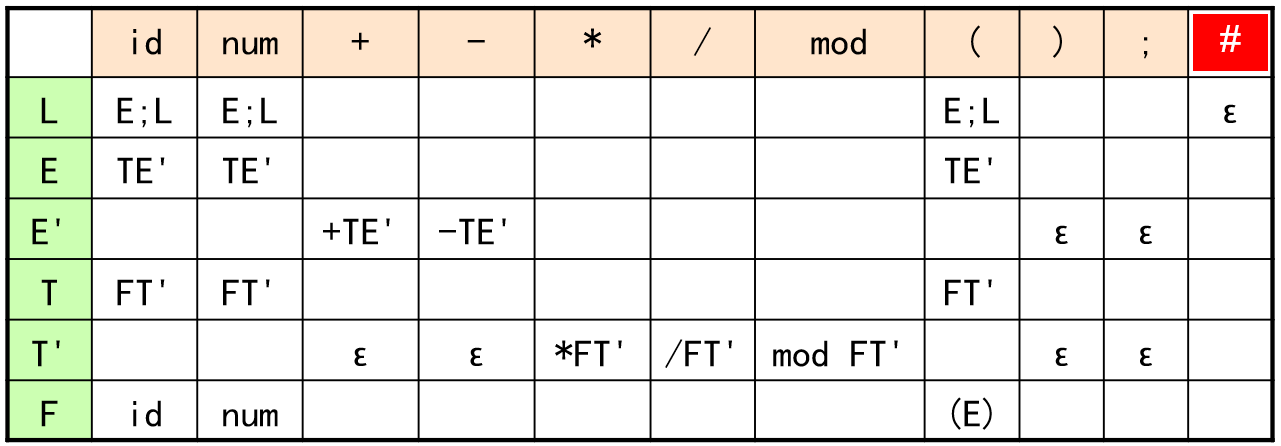 id num + - * / mod ( ) ; #
L E;L E;L E;L ε
E TE' TE' TE'
E' +TE' -TE' ε ε
T FT' FT' FT'
T' ε ε *FT' /FT' mod FT' ε ε
F id num (E)